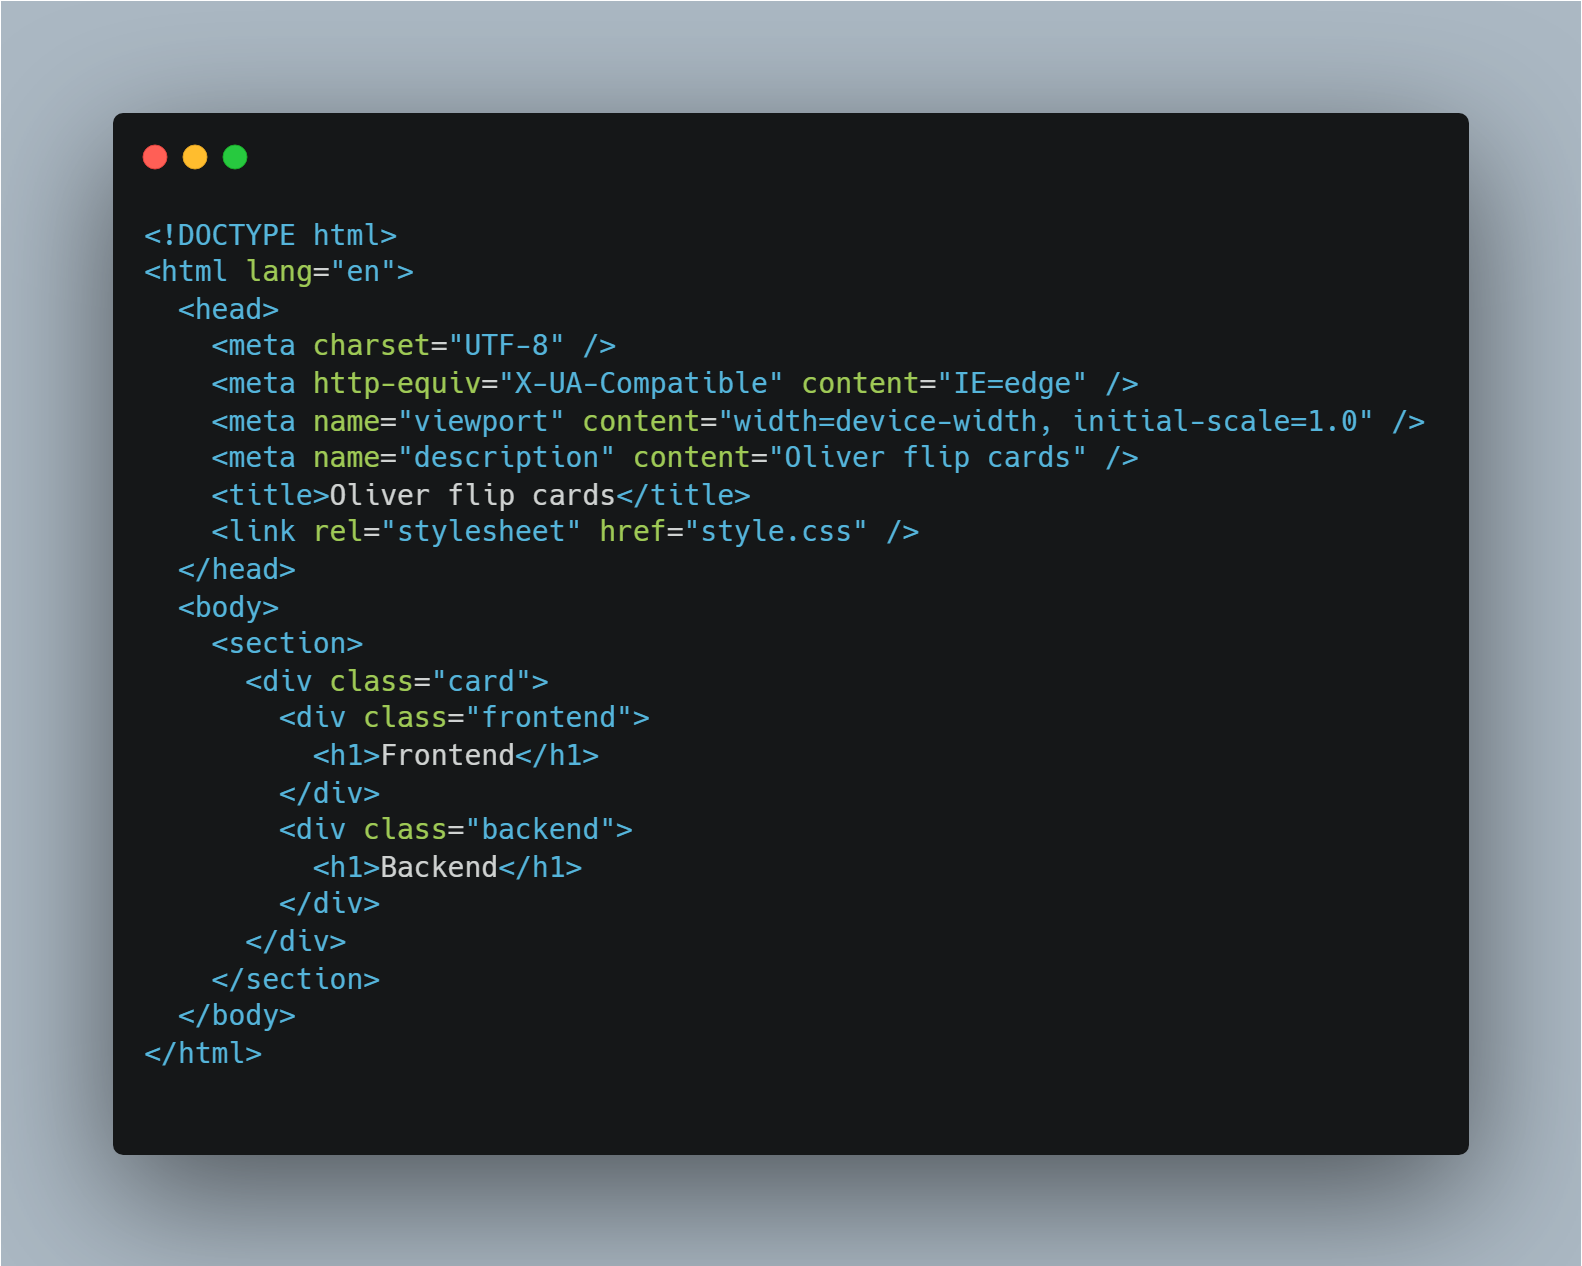 <!DOCTYPE html>
<html lang="en">
  <head>
    <meta charset="UTF-8" />
    <meta http-equiv="X-UA-Compatible" content="IE=edge" />
    <meta name="viewport" content="width=device-width, initial-scale=1.0" />
    <meta name="description" content="Oliver flip cards" />
    <title>Oliver flip cards</title>
    <link rel="stylesheet" href="style.css" />
  </head>
  <body>
    <section>
      <div class="card">
        <div class="frontend">
          <h1>Frontend</h1>
        </div>
        <div class="backend">
          <h1>Backend</h1>
        </div>
      </div>
    </section>
  </body>
</html>